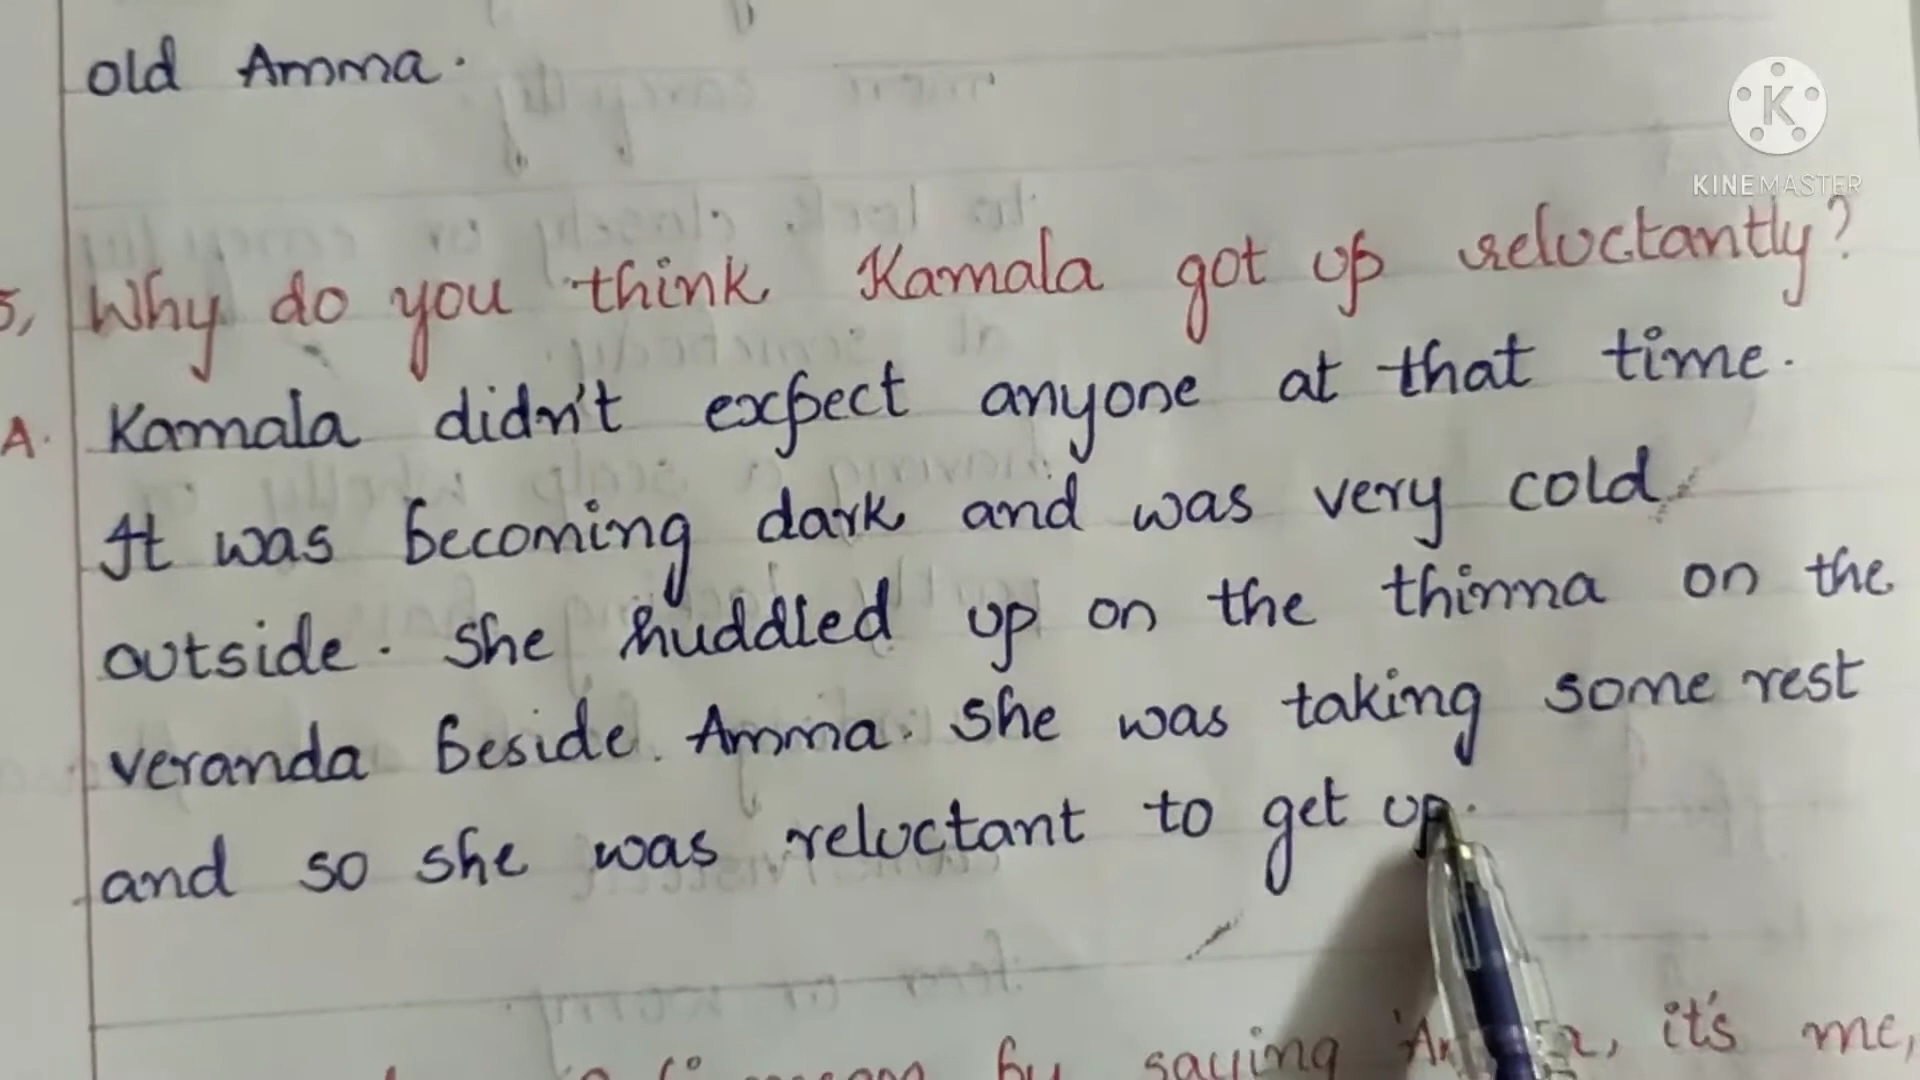 old Amma.
KINEMASTER
5, Why do you think Kamala got up reluctantly?
A. Kamala didn't expect anyone at that time.
It was becoming dark and was very cold
outside. She huddled up on the thinna on the
veranda beside Amma. She was taking some rest
and so she was reluctant to get up.
mean by saying it's me,